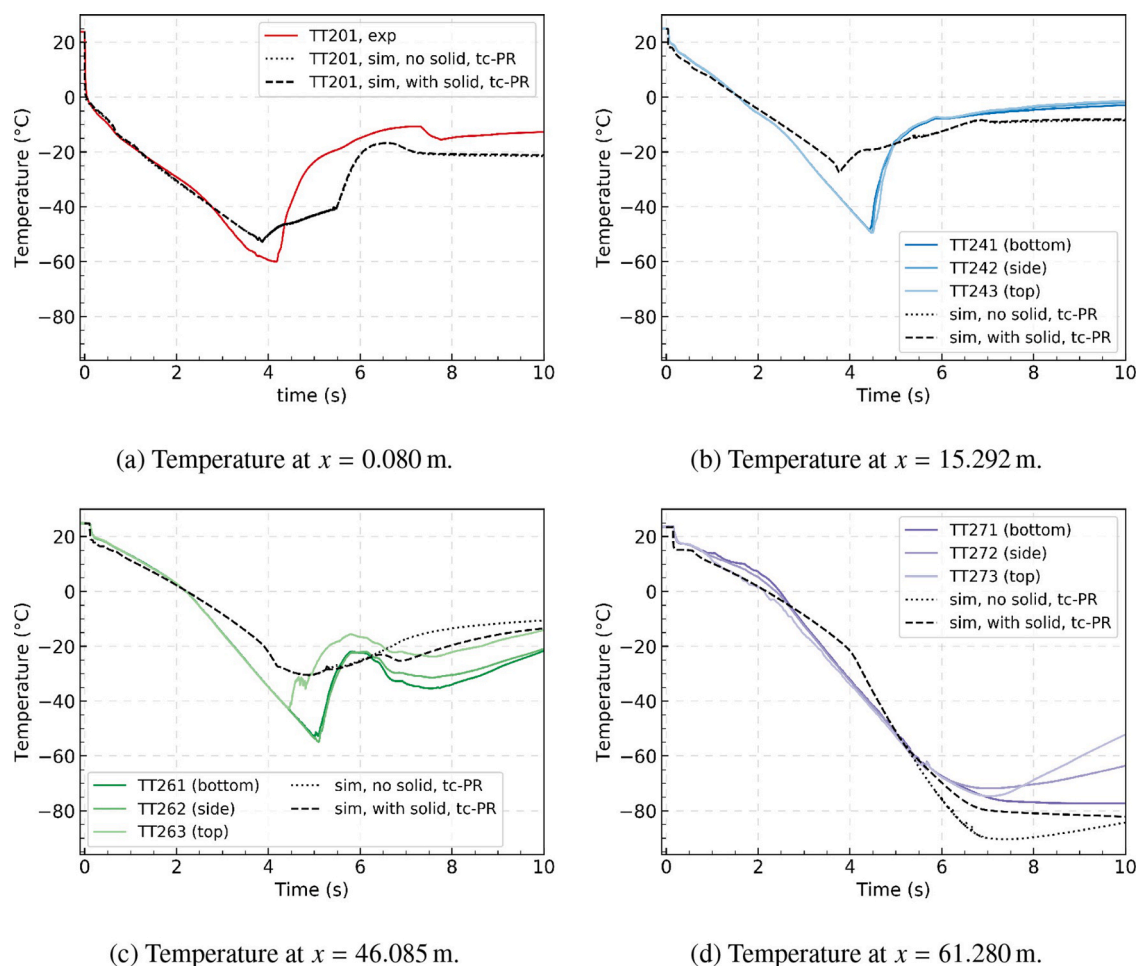 TT201, exp
TT201, sim, no solid, tc-PR
TT201, sim, with solid, tc-PR
20
0
−20
−40
−60
−80
Temperature (°C)
0 2 4 6 8 10
time (s)
(a) Temperature at x = 0.080 m.
20
0
−20
−40
−60
−80
Temperature (°C)
TT241 (bottom)
TT242 (side)
TT243 (top)
sim, no solid, tc-PR
sim, with solid, tc-PR
0 2 4 6 8 10
Time (s)
(b) Temperature at x = 15.292 m.
20
0
−20
−40
−60
−80
Temperature (°C)
TT261 (bottom)
TT262 (side)
TT263 (top)
sim, no solid, tc-PR
sim, with solid, tc-PR
0 2 4 6 8 10
Time (s)
(c) Temperature at x = 46.085 m.
TT271 (bottom)
TT272 (side)
TT273 (top)
sim, no solid, tc-PR
sim, with solid, tc-PR
20
0
−20
−40
−60
−80
Temperature (°C)
0 2 4 6 8 10
Time (s)
(d) Temperature at x = 61.280 m.